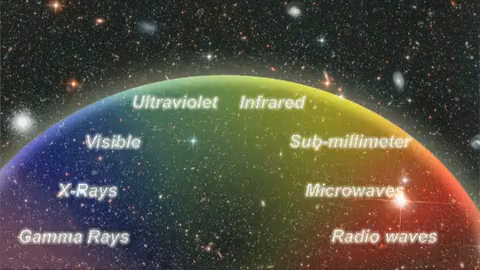 Ultraviolet Infrared
Visible Sub-millimeter
X-Rays Microwaves
Gamma Rays Radio waves